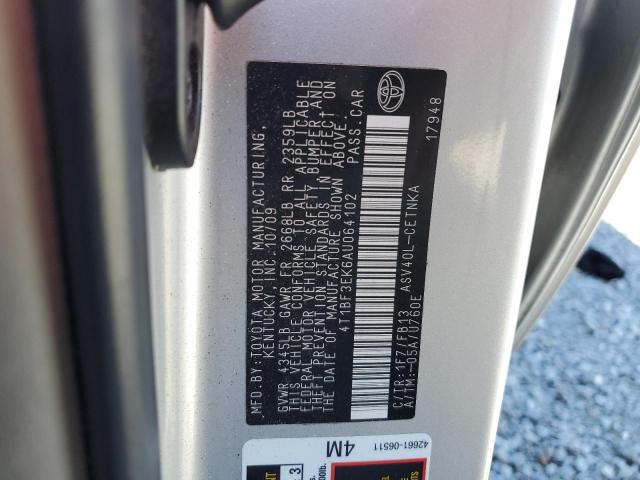 MFD.BY:TOYOTA MOTOR MANUFACTURING,
KENTUCKY, INC. 10/09
GVWR 4345LB GAWR FR 2668LB RR 2359LB
THIS VEHICLE CONFORMS TO ALL APPLICABLE
FEDERAL MOTOR VEHICLE SAFETY, BUMPER, AND
THEFT PREVENTION STANDARDS IN EFFECT ON
THE DATE OF MANUFACTURE SHOWN ABOVE.
4T1BF3EK6AU064102 PASS.CAR
C/TR:1F7/FB13 ASV40L-CETNKA
A/TM:-05A/U760E 17948
42661-06511
4M